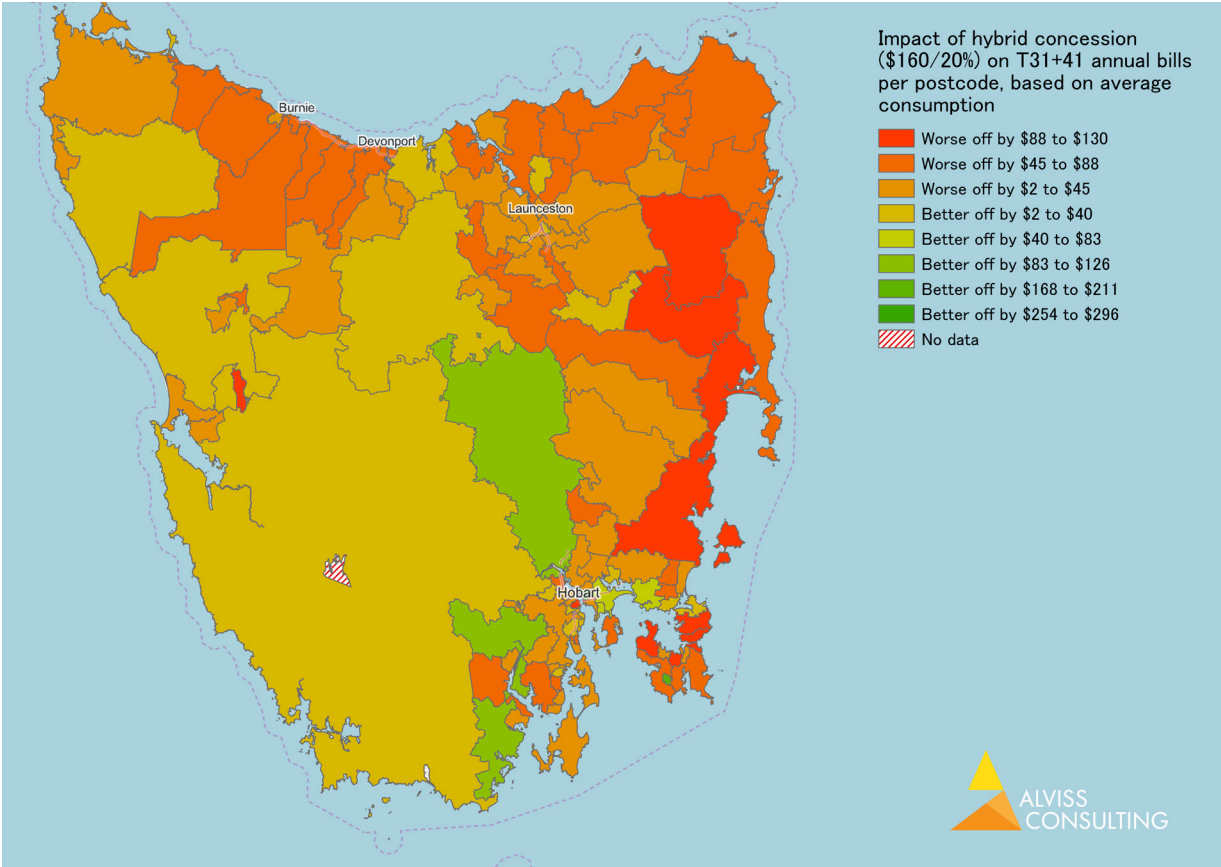 Impact of hybrid concession
($160/20%) on T31+41 annual bills
per postcode, based on average
consumption
Worse off by $88 to $130
Worse off by $45 to $88
Worse off by $2 to $45
Better off by $2 to $40
Better off by $40 to $83
Better off by $83 to $126
Better off by $168 to $211
Better off by $254 to $296
No data
Burnie
Devonport
Launceston
Hobart
ALVISS
CONSULTING